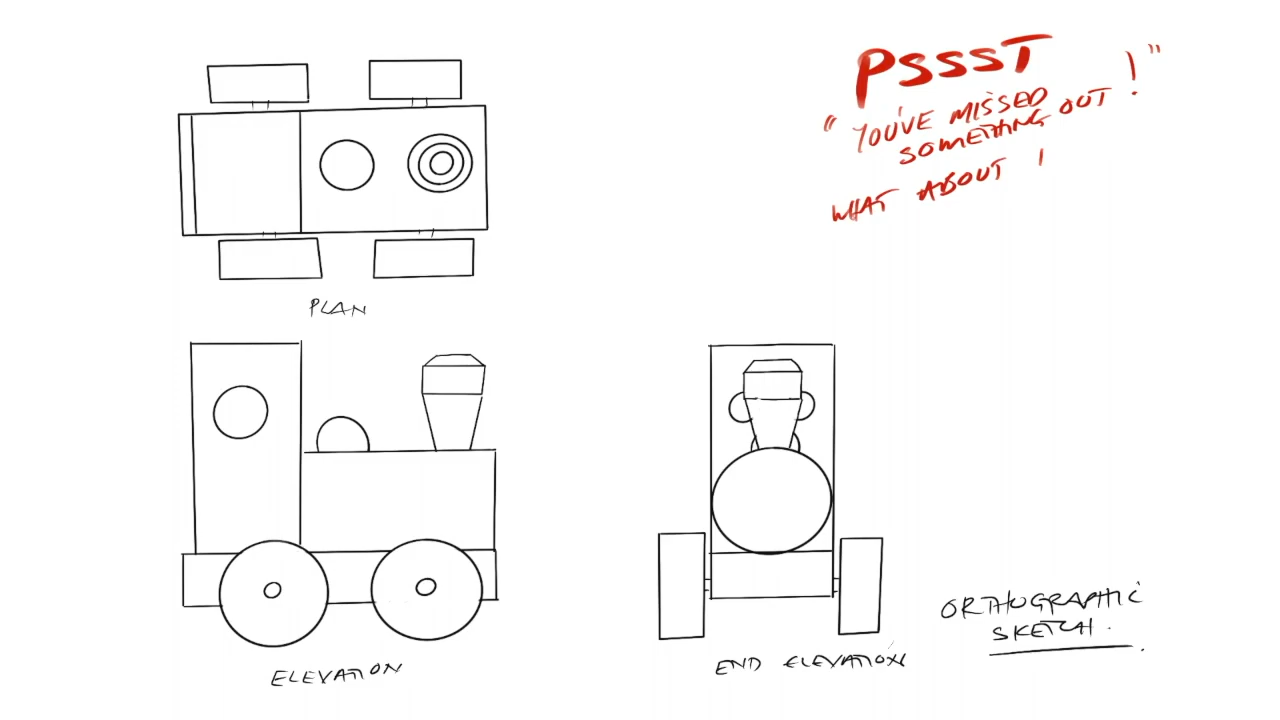 PSSST
"YOU'VE MISSED
SOMETHING OUT !"
WHAT ABOUT !
PLAN
ELEVATION
END ELEVATION
ORTHOGRAPHIC
SKETCH.